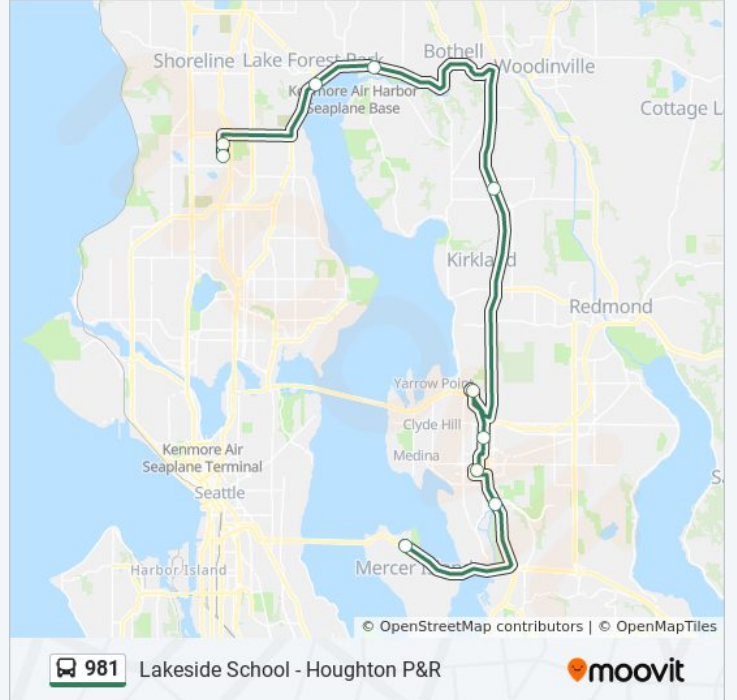 Shoreline
Lake Forest Park
Bothell
Woodinville
Kenmore Air Harbor
Seaplane Base
Cottage L
Kirkland
Redmond
Yarrow Point
Clyde Hill
Medina
Kenmore Air
Seaplane Terminal
Seattle
S
Harbor Island
Mercer Island
© OpenStreetMap contributors | © OpenMapTiles
981
Lakeside School - Houghton P&R
moovit